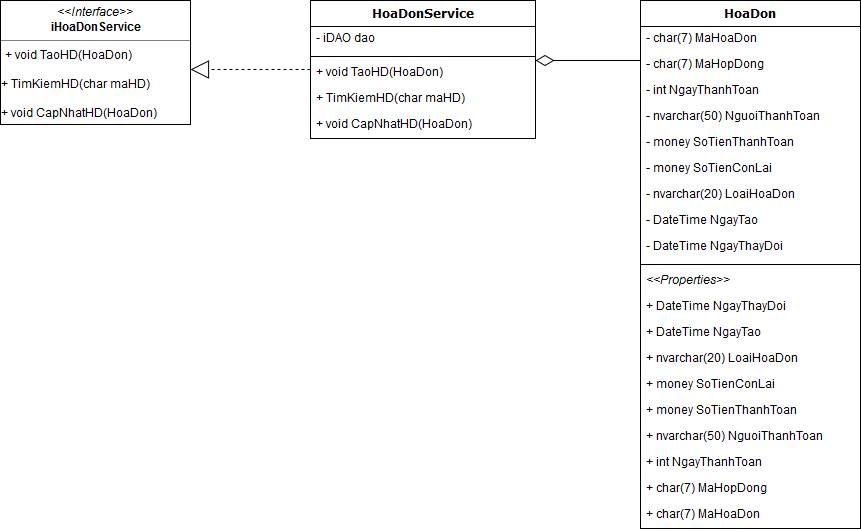 <<Interface>>
iHoaDonService
+ void TaoHD(HoaDon)
+ TimKiemHD(char maHD)
+ void CapNhatHD(HoaDon)
HoaDonService
- iDAO dao
+ void TaoHD(HoaDon)
+ TimKiemHD(char maHD)
+ void CapNhatHD(HoaDon)
HoaDon
- char(7) MaHoaDon
- char(7) MaHopDong
- int NgayThanhToan
- nvarchar(50) NguoiThanhToan
- money SoTienThanhToan
- money SoTienConLai
- nvarchar(20) LoaiHoaDon
- DateTime NgayTao
- DateTime NgayThayDoi
<<Properties>>
+ DateTime NgayThayDoi
+ DateTime NgayTao
+ nvarchar(20) LoaiHoaDon
+ money SoTienConLai
+ money SoTienThanhToan
+ nvarchar(50) NguoiThanhToan
+ int NgayThanhToan
+ char(7) MaHopDong
+ char(7) MaHoaDon